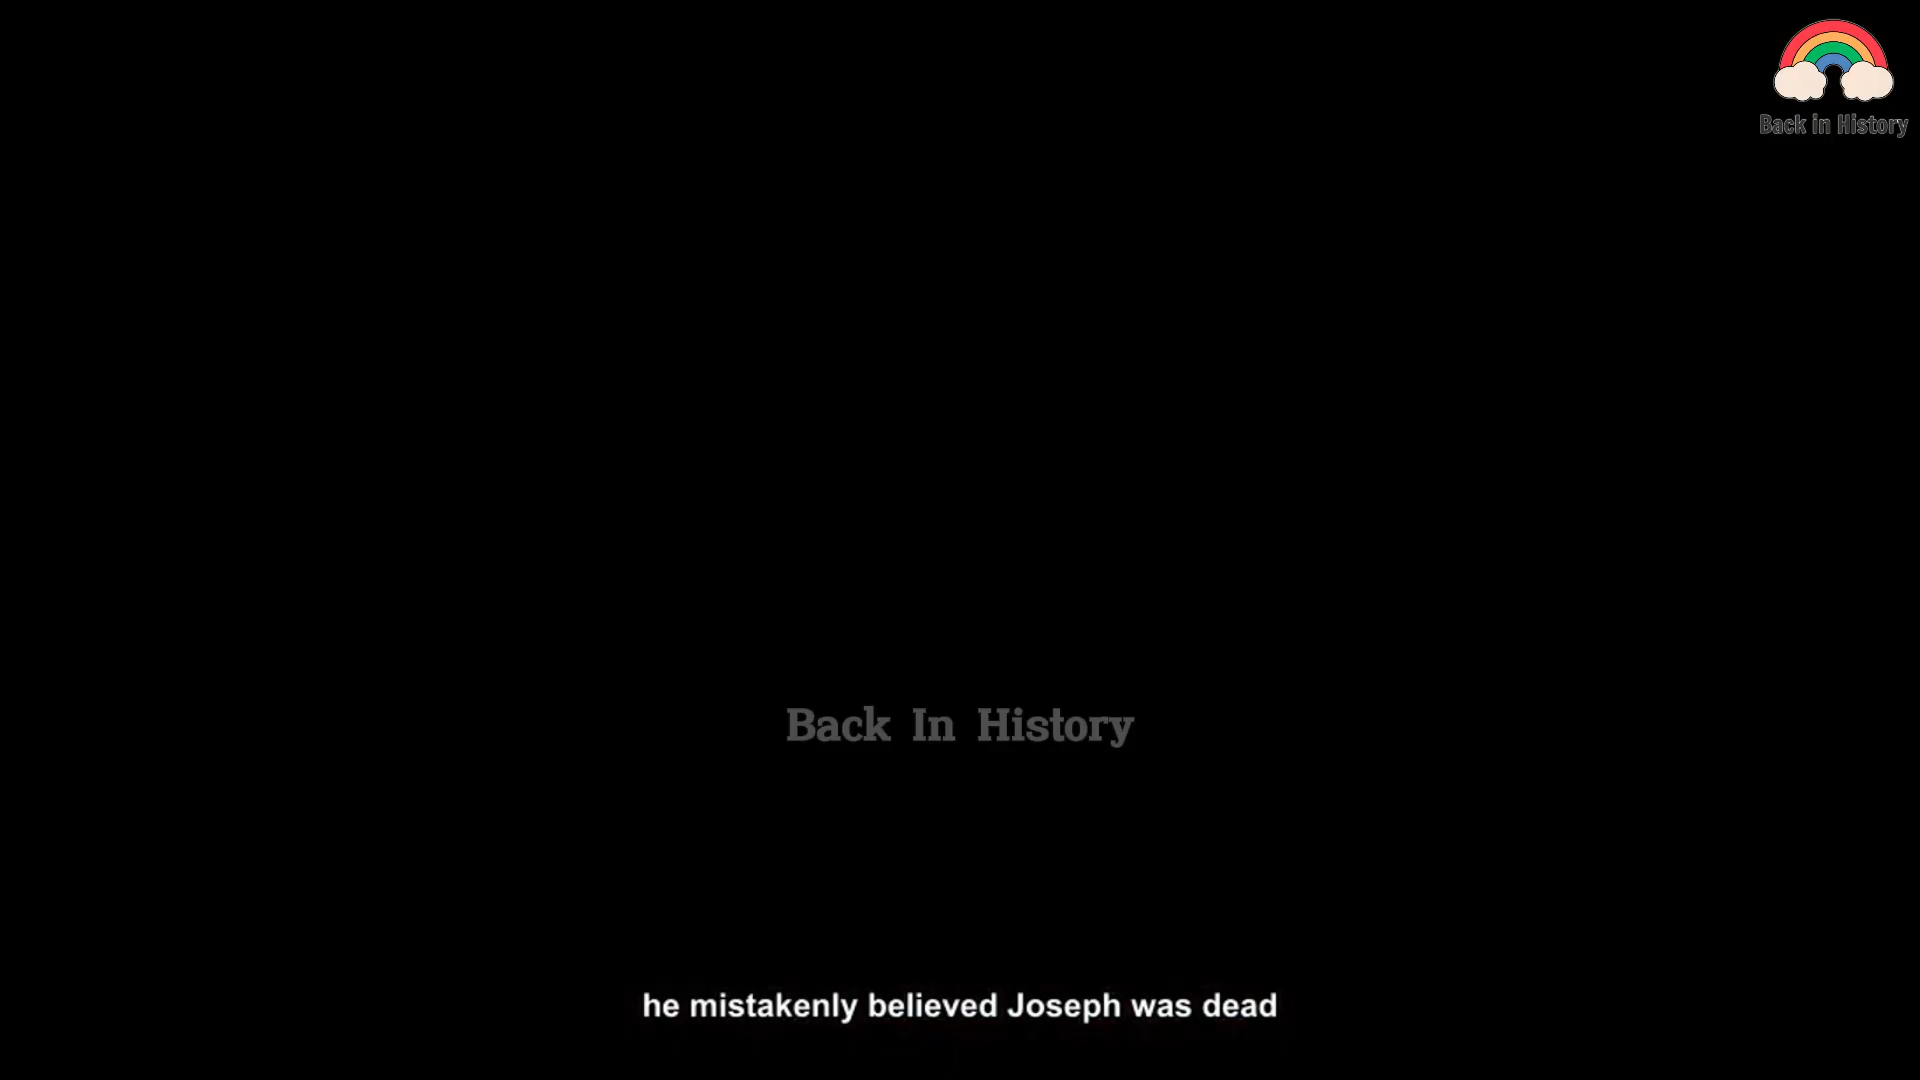 Back in History
Back In History
he mistakenly believed Joseph was dead